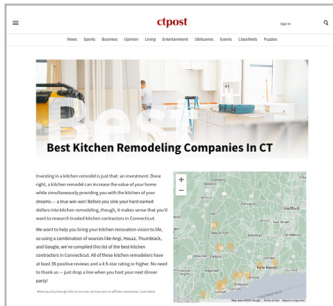 ctpost
Sign In
News Sports Business Opinion Living Entertainment Obituaries Events Classifieds Puzzles
Best
Best Kitchen Remodeling Companies In CT
Investing in a kitchen remodel is just that: an investment. Done
right, a kitchen remodel can increase the value of your home
while simultaneously providing you with the kitchen of your
dreams — a true win-win! Before you sink your hard-earned
dollars into kitchen remodeling, though, it makes sense that you'd
want to research trusted kitchen contractors in Connecticut.
We want to help you bring your kitchen renovation vision to life,
so using a combination of sources like Angi, Houzz, Thumbtack,
and Google, we've compiled this list of the best kitchen
contractors in Connecticut. All of these kitchen remodelers have
at least 35 positive reviews and a 4.5-star rating or higher. No need
to thank us — just drop a line when you host your next dinner
party!
+
−
Hartford
New Haven